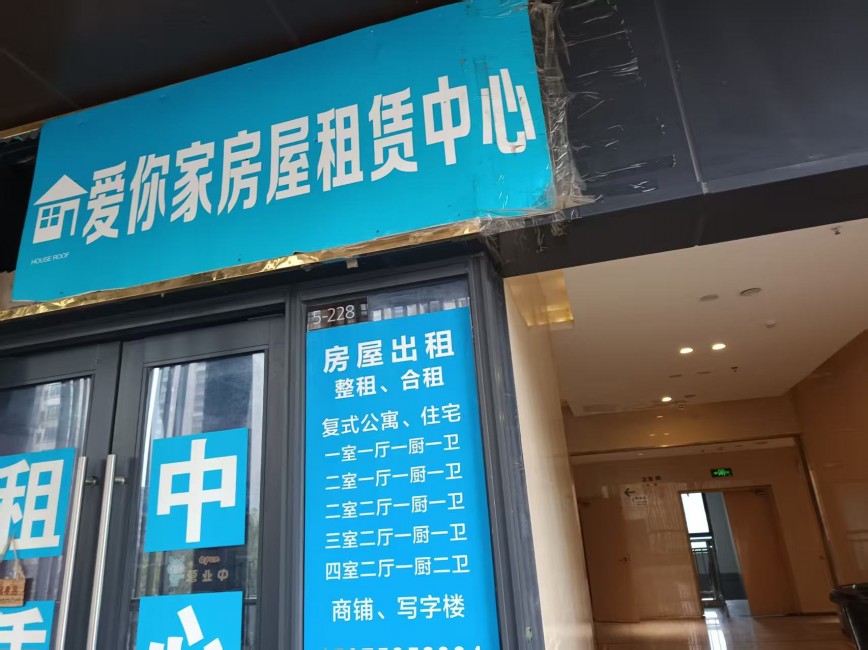 爱你家房屋租赁中心
HOUSE ROOF
5-228
房屋出租
整租、合租
复式公寓、住宅
一室一厅一厨一卫
二室一厅一厨一卫
二室二厅一厨一卫
三室二厅一厨一卫
四室二厅一厨二卫
商铺、写字楼
租
中
营业中
心